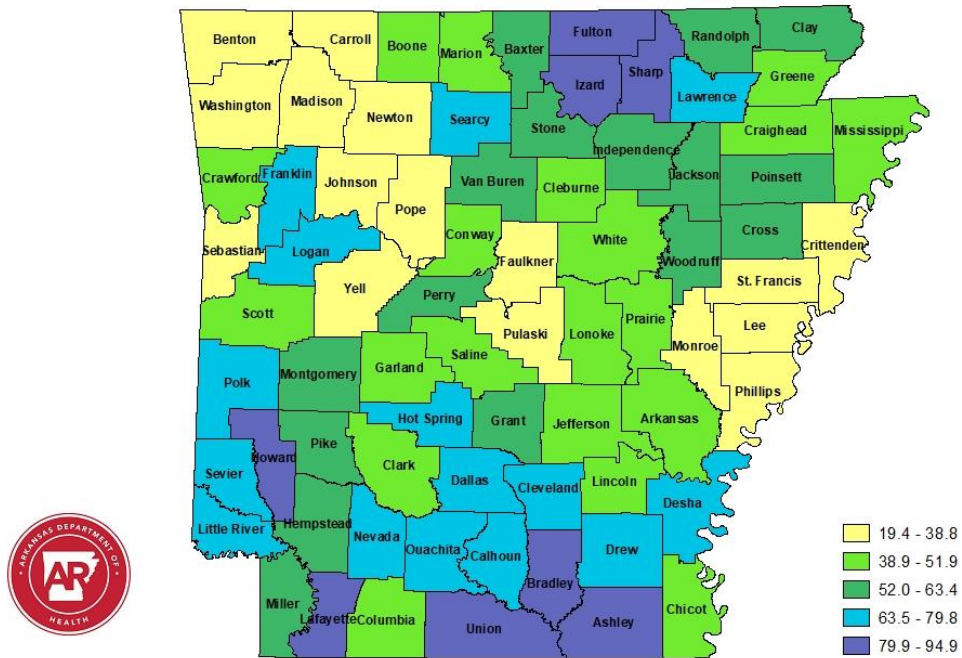 Benton
Carroll
Boone
Marion
Baxter
Fulton
Randolph
Clay
Izard
Sharp
Lawrence
Greene
Washington
Madison
Newton
Searcy
Stone
Independence
Craighead
Mississippi
Crawford
Franklin
Johnson
Pope
Van Buren
Cleburne
Jackson
Poinsett
Sebastian
Logan
Conway
Faulkner
White
Woodruff
Cross
Crittenden
Yell
Perry
St. Francis
Scott
Saline
Pulaski
Lonoke
Prairie
Monroe
Lee
Phillips
Polk
Montgomery
Garland
Hot Spring
Grant
Jefferson
Arkansas
Howard
Pike
Clark
Sevier
Dallas
Cleveland
Lincoln
Desha
Little River
Hempstead
Nevada
Ouachita
Calhoun
Drew
Bradley
Miller
Lafayette
Columbia
Union
Ashley
Chicot
ARKANSAS DEPARTMENT OF
AR
HEALTH
19.4 - 38.8
38.9 - 51.9
52.0 - 63.4
63.5 - 79.8
79.9 - 94.9